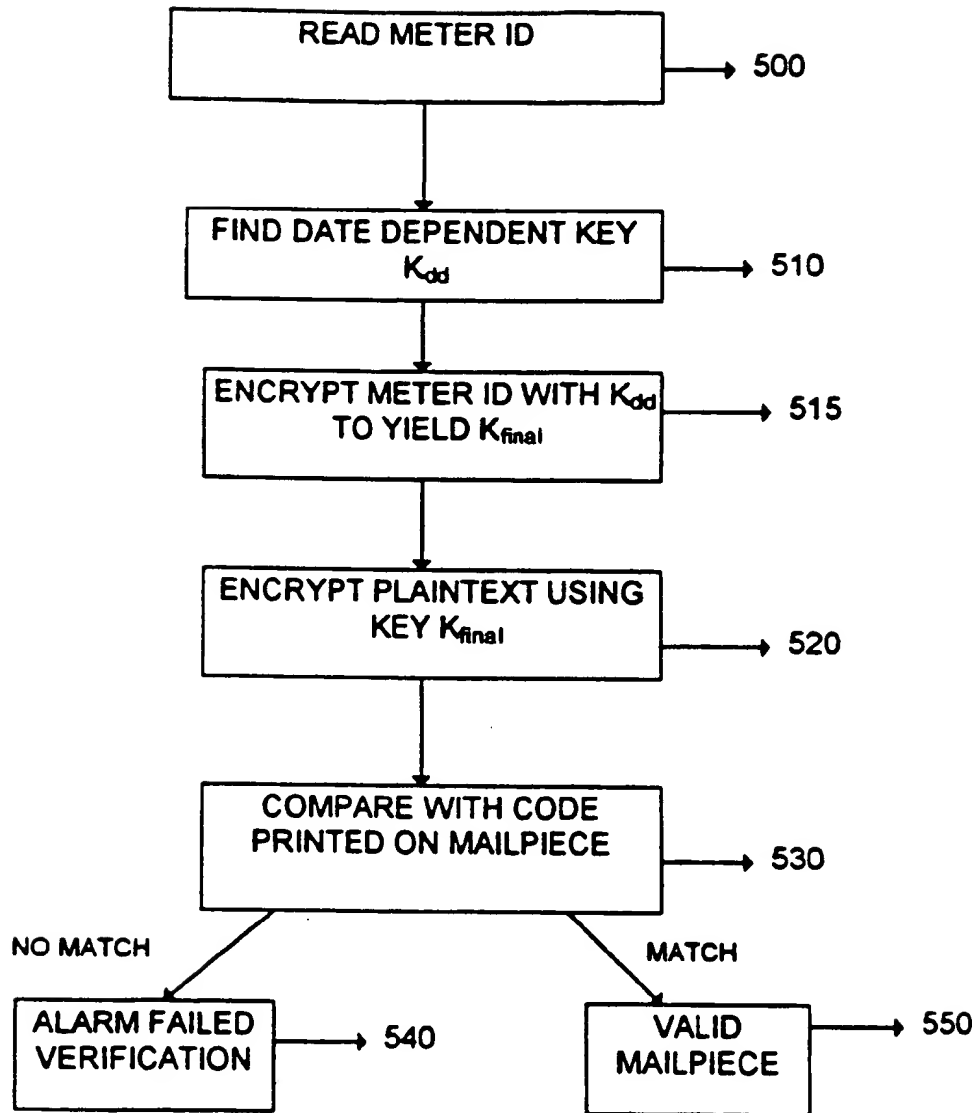 READ METER ID
500
FIND DATE DEPENDENT KEY
Kdd
510
ENCRYPT METER ID WITH Kdd
TO YIELD Kfinal
515
ENCRYPT PLAINTEXT USING
KEY Kfinal
520
COMPARE WITH CODE
PRINTED ON MAILPIECE
530
NO MATCH
MATCH
ALARM FAILED
VERIFICATION
540
VALID
MAILPIECE
550